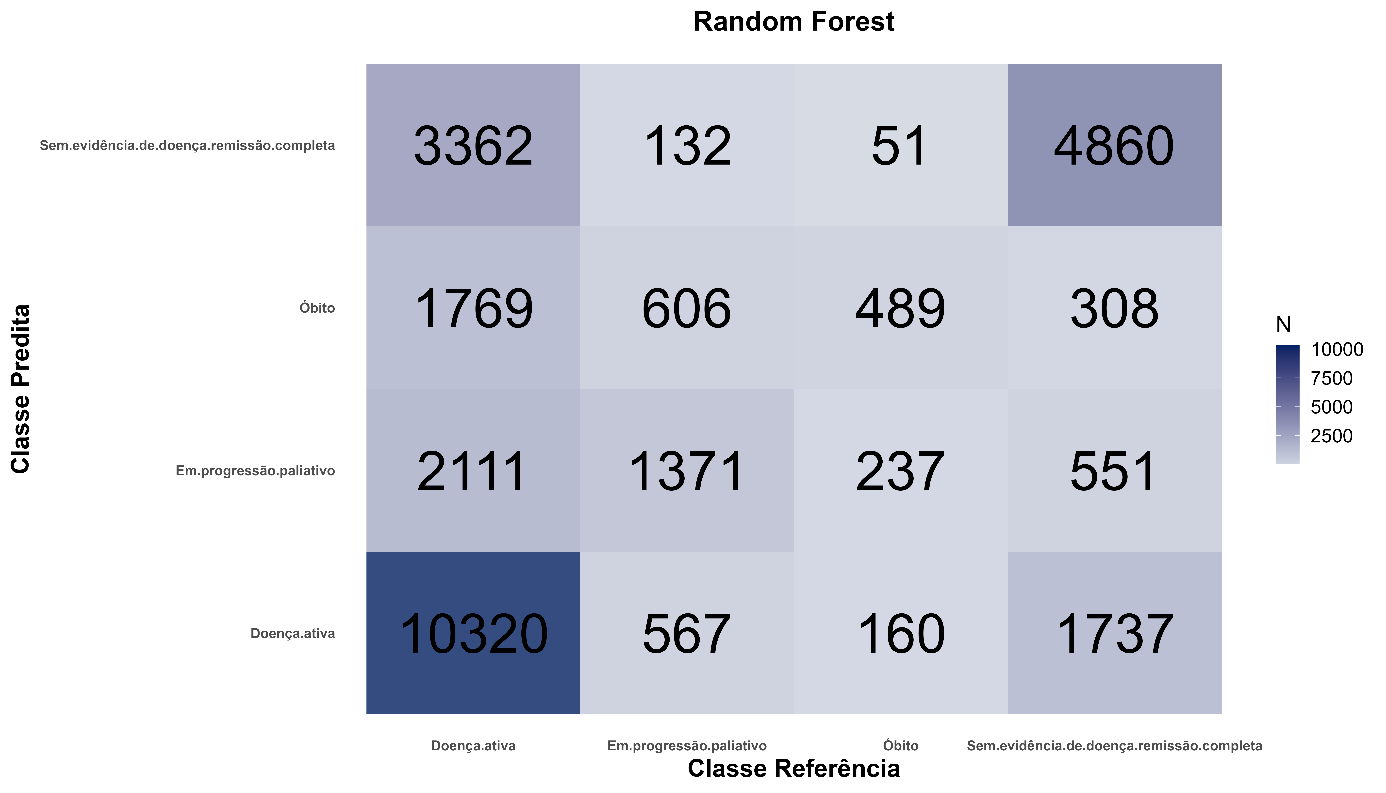 Random Forest
Classe Predita
Sem.evidência.de.doença.remissão.completa
3362 132 51 4860
Óbito
1769 606 489 308
Em.progressão.paliativo
2111 1371 237 551
Doença.ativa
10320 567 160 1737
Doença.ativa Em.progressão.paliativo Óbito Sem.evidência.de.doença.remissão.completa
Classe Referência
N
10000
7500
5000
2500